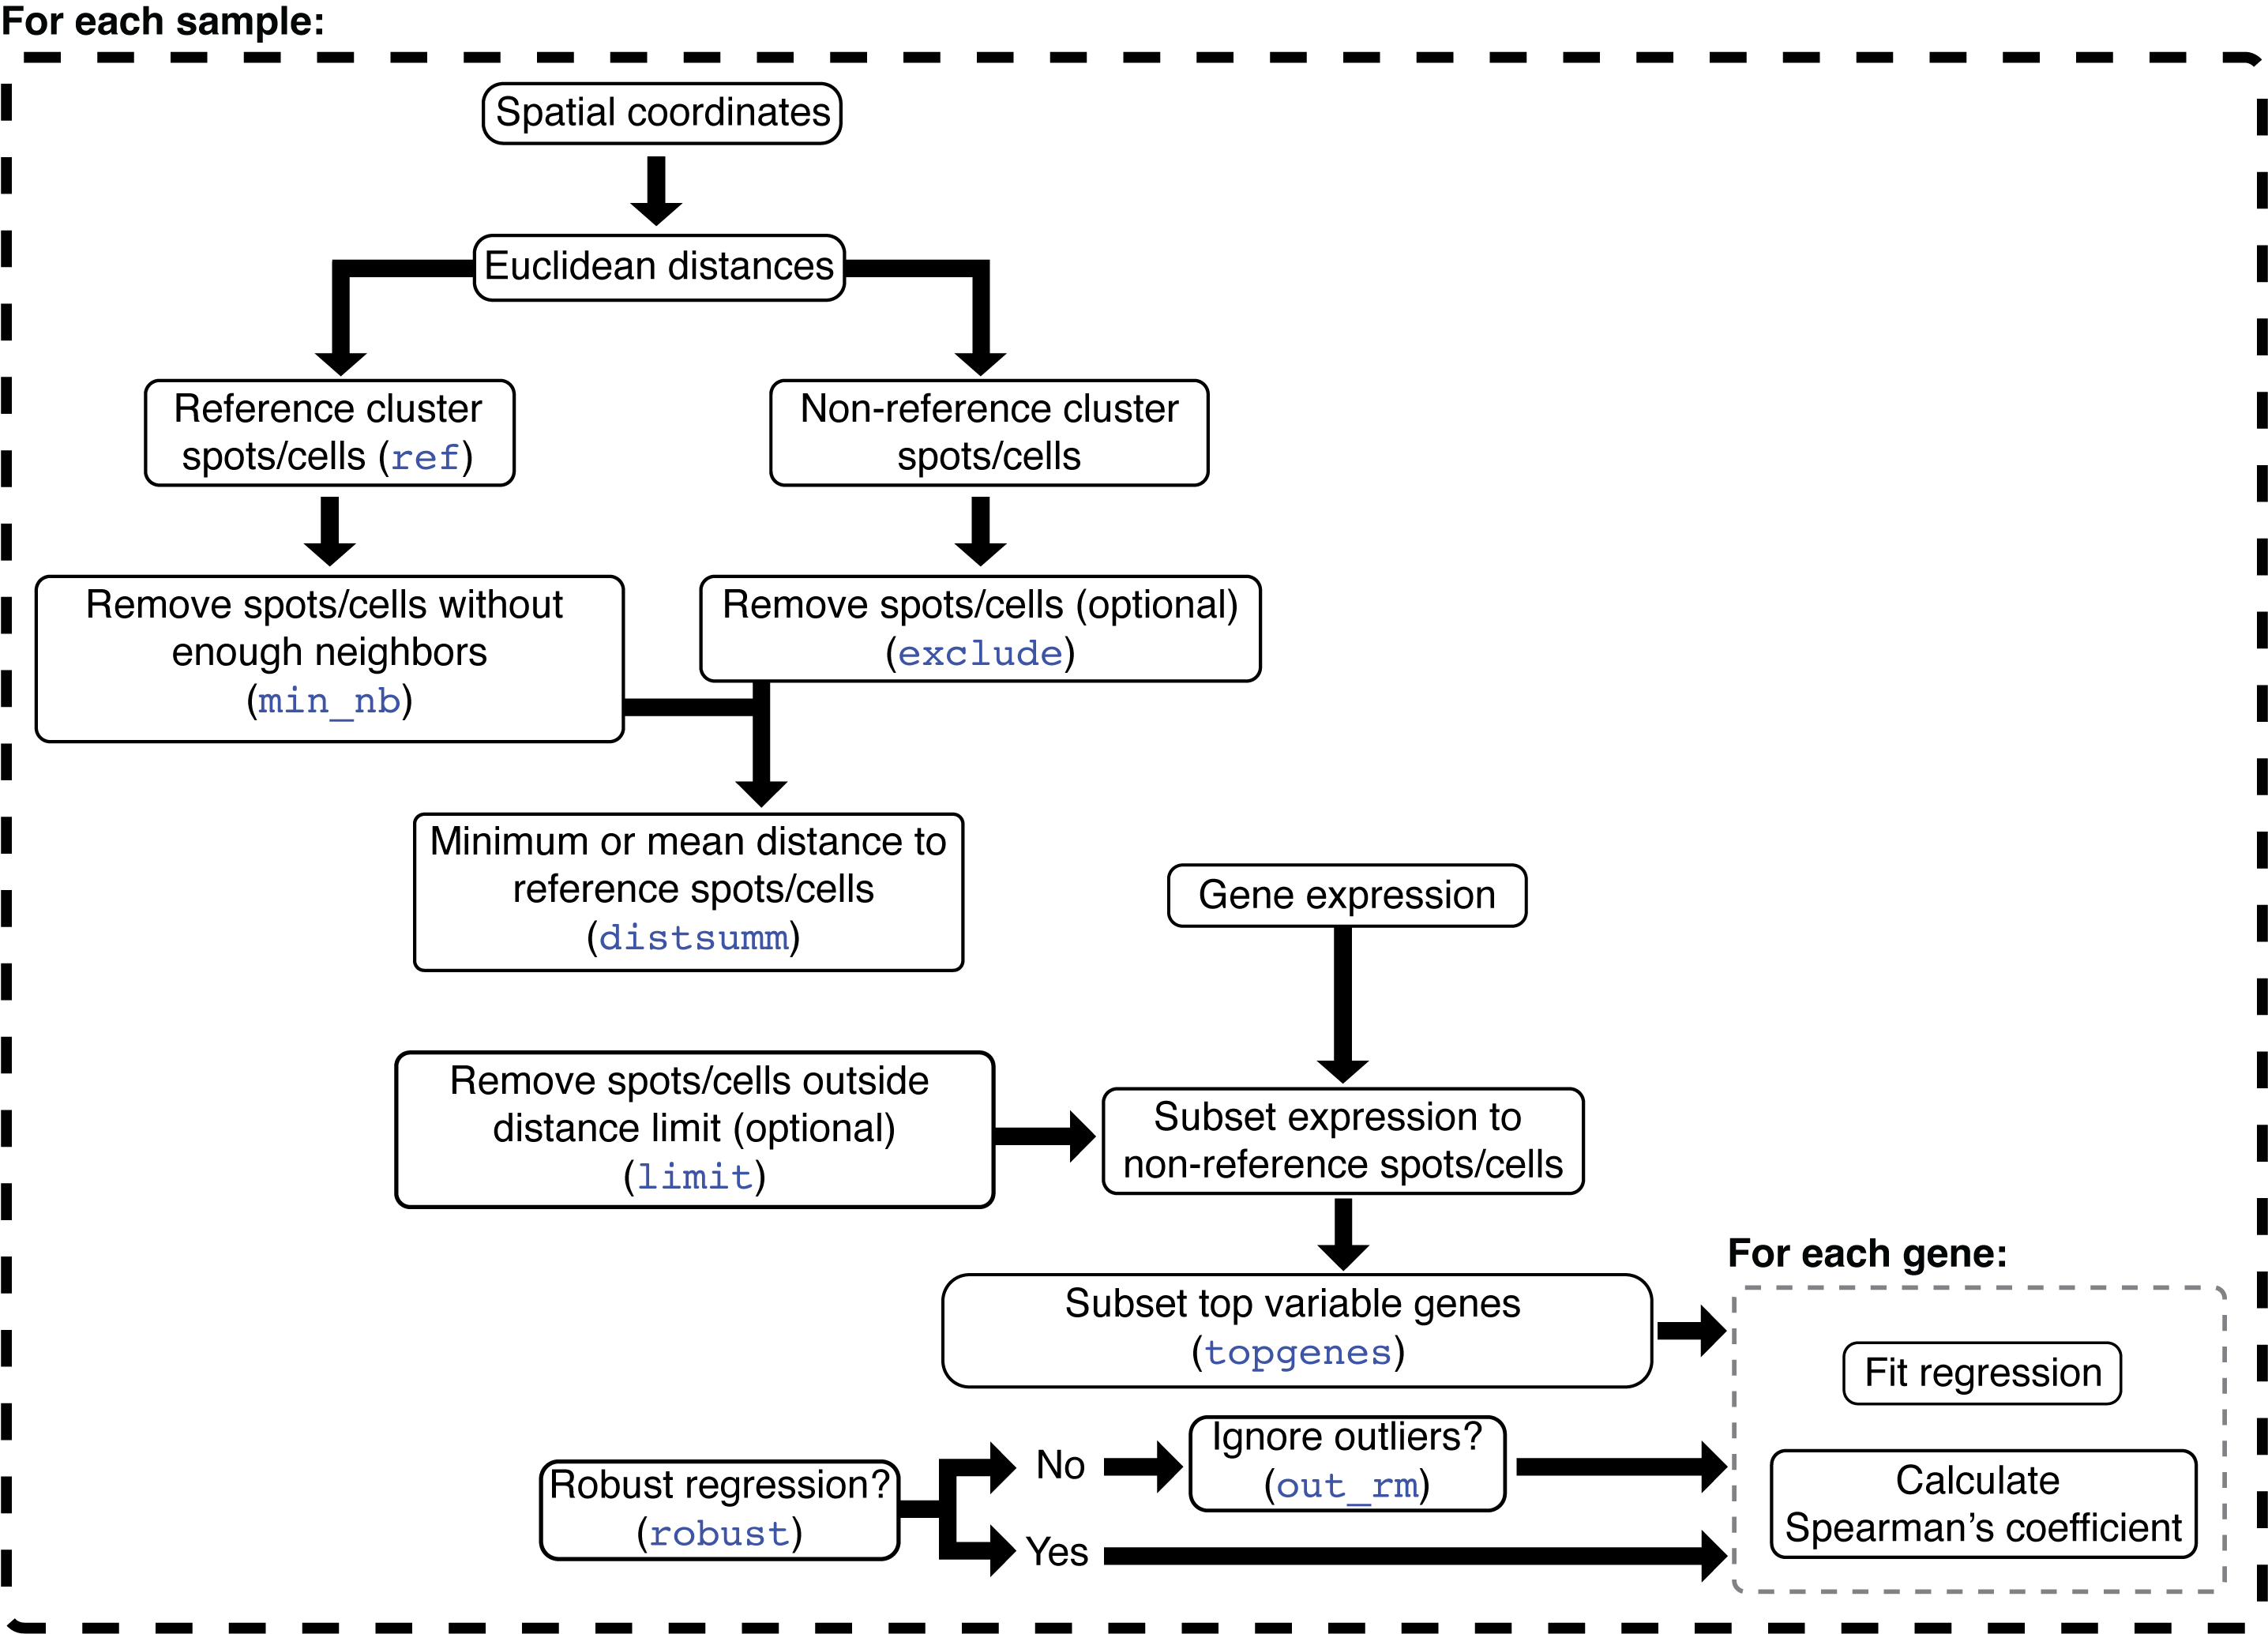 For each sample:
Spatial coordinates
Euclidean distances
Reference cluster
spots/cells (ref)
Non-reference cluster
spots/cells
Remove spots/cells without
enough neighbors
(min_nb)
Remove spots/cells (optional)
(exclude)
Minimum or mean distance to
reference spots/cells
(distsumm)
Gene expression
Remove spots/cells outside
distance limit (optional)
(limit)
Subset expression to
non-reference spots/cells
Subset top variable genes
(topgenes)
For each gene:
Fit regression
Calculate
Spearman’s coefficient
Robust regression?
(robust)
No
Ignore outliers?
(out_rm)
Yes